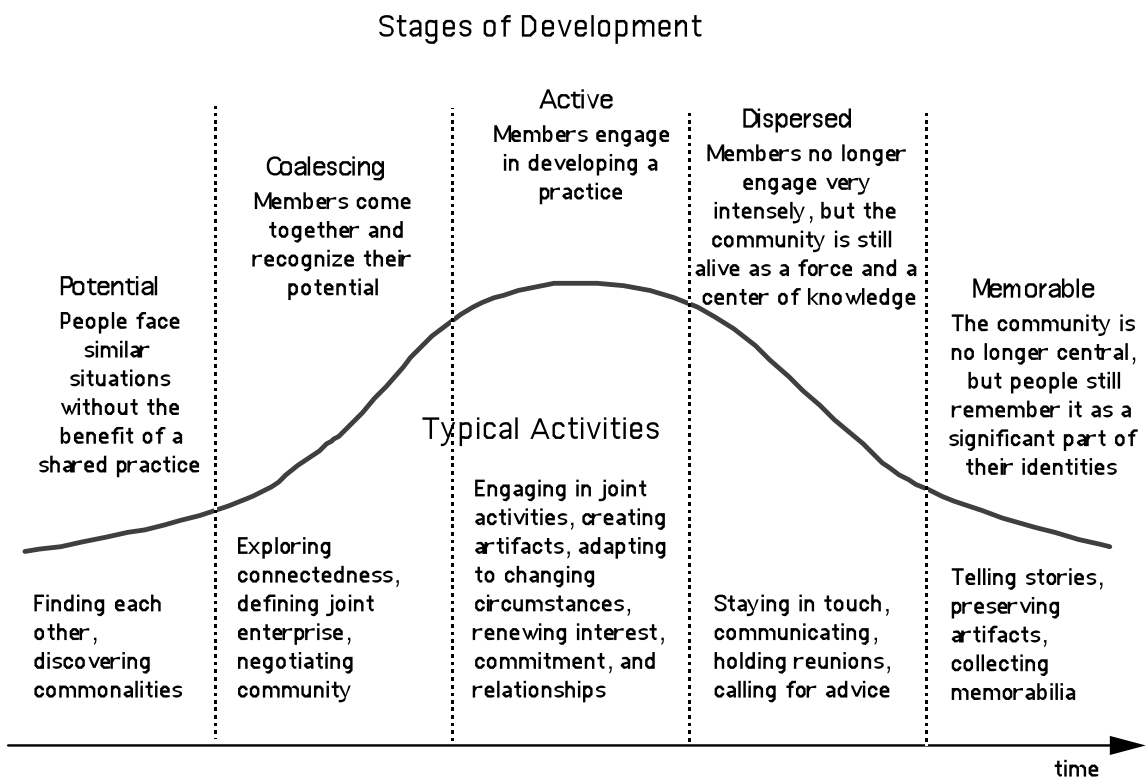 Stages of Development
Potential
People face
similar
situations
without the
benefit of a
shared practice
Coalescing
Members come
together and
recognize their
potential
Active
Members engage
in developing a
practice
Dispersed
Members no longer
engage very
intensely, but the
community is still
alive as a force and a
center of knowledge
Memorable
The community is
no longer central,
but people still
remember it as a
significant part of
their identities
Typical Activities
Finding each
other,
discovering
commonalities
Exploring
connectedness,
defining joint
enterprise,
negotiating
community
Engaging in joint
activities, creating
artifacts, adapting
to changing
circumstances,
renewing interest,
commitment, and
relationships
Staying in touch,
communicating,
holding reunions,
calling for advice
Telling stories,
preserving
artifacts,
collecting
memorabilia
time